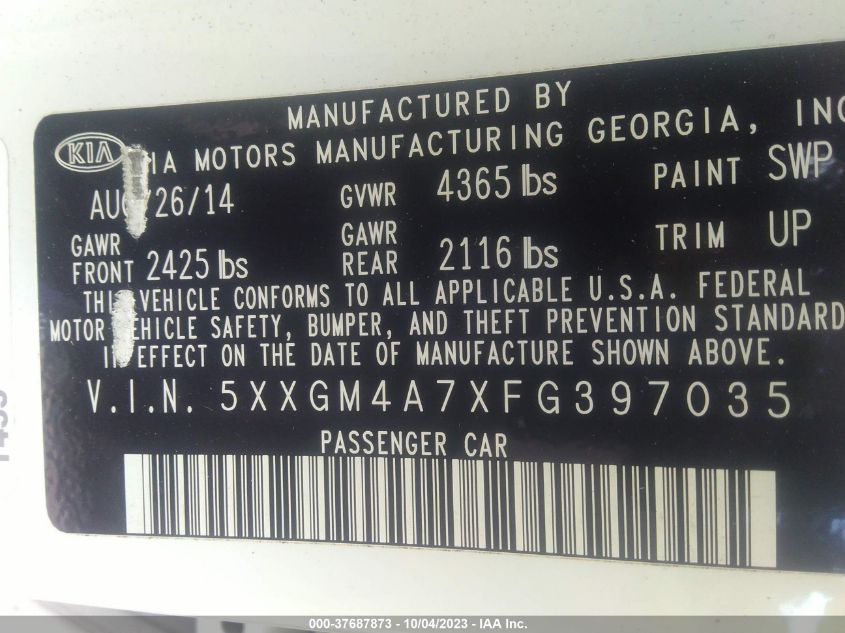 MANUFACTURED BY
KIA
IA MOTORS MANUFACTURING GEORGIA, INC
AUG/26/14 GVWR 4365 lbs PAINT SWP
GAWR FRONT 2425 lbs GAWR REAR 2116 lbs TRIM UP
THIS VEHICLE CONFORMS TO ALL APPLICABLE U.S.A. FEDERAL
MOTOR VEHICLE SAFETY, BUMPER, AND THEFT PREVENTION STANDARD
IN EFFECT ON THE DATE OF MANUFACTURE SHOWN ABOVE.
V.I.N. 5XXGM4A7XFG397035
PASSENGER CAR
000-37687873 - 10/04/2023 - IAA Inc.